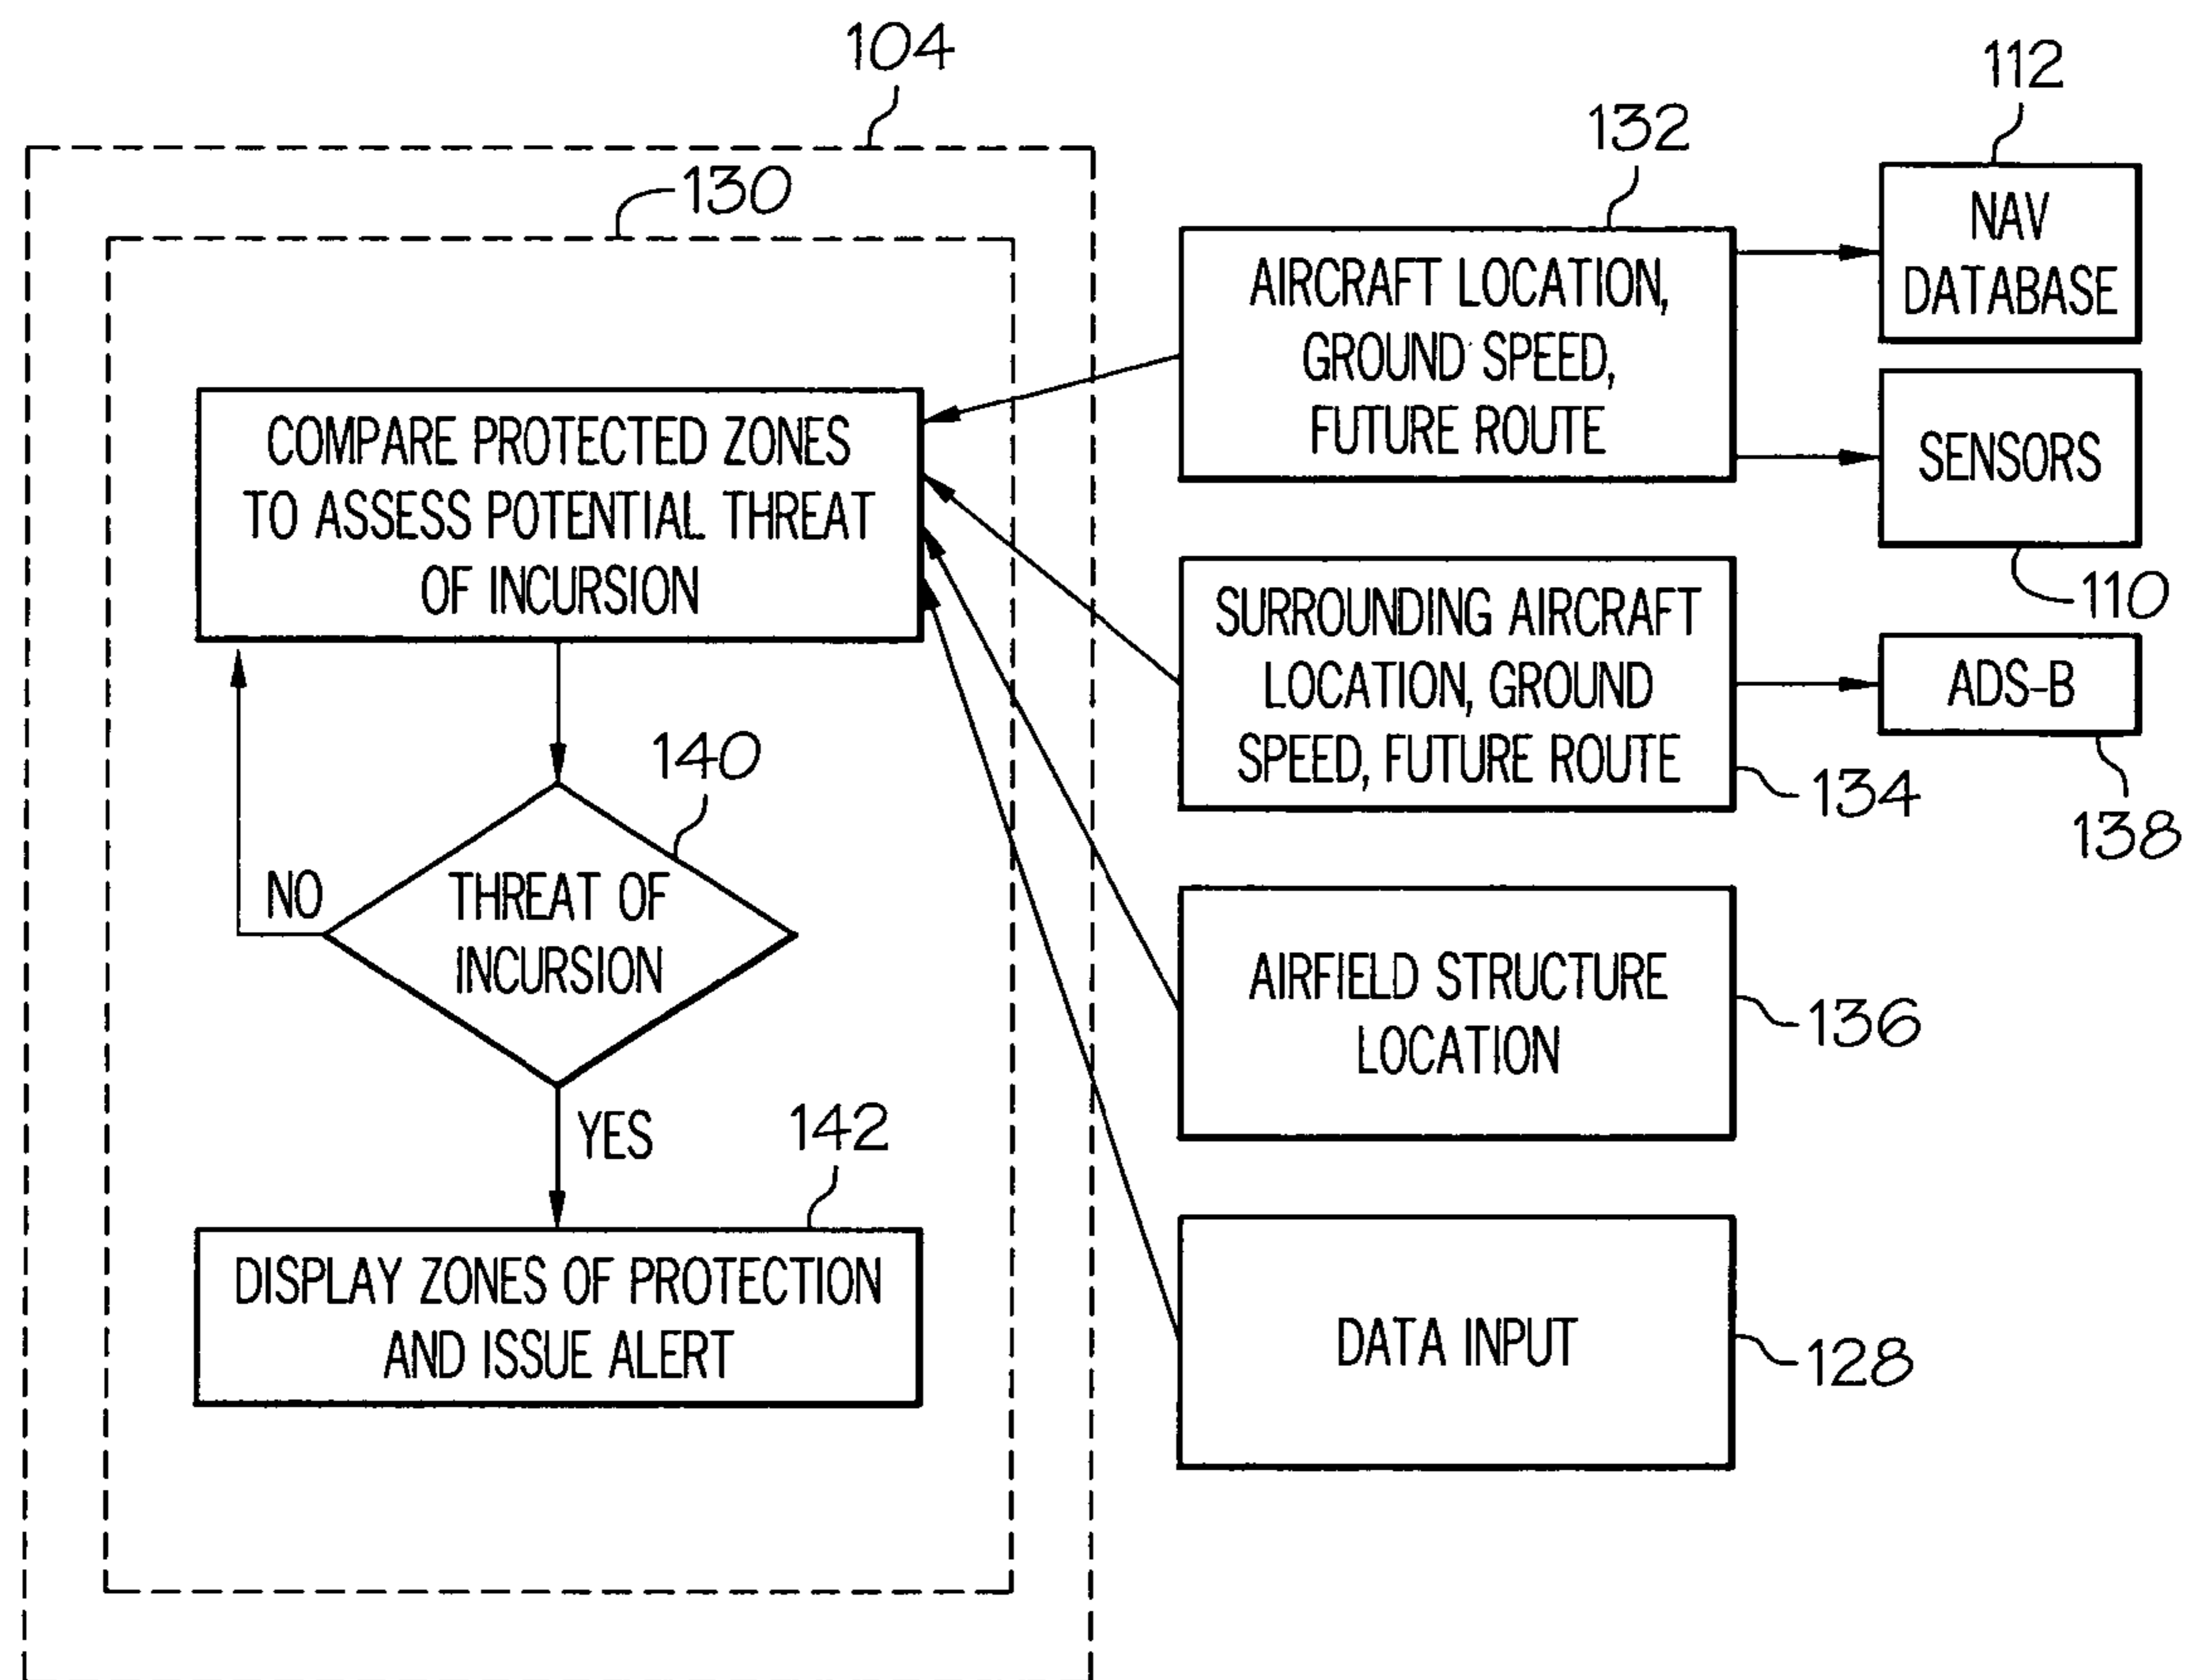 104
112
132
130
NAV
DATABASE
AIRCRAFT LOCATION,
GROUND SPEED,
FUTURE ROUTE
COMPARE PROTECTED ZONES
TO ASSESS POTENTIAL THREAT
OF INCURSION
SENSORS
110
SURROUNDING AIRCRAFT
LOCATION, GROUND
SPEED, FUTURE ROUTE
ADS-B
134
138
140
NO
THREAT OF
INCURSION
AIRFIELD STRUCTURE
LOCATION
136
YES
142
DISPLAY ZONES OF PROTECTION
AND ISSUE ALERT
DATA INPUT
128